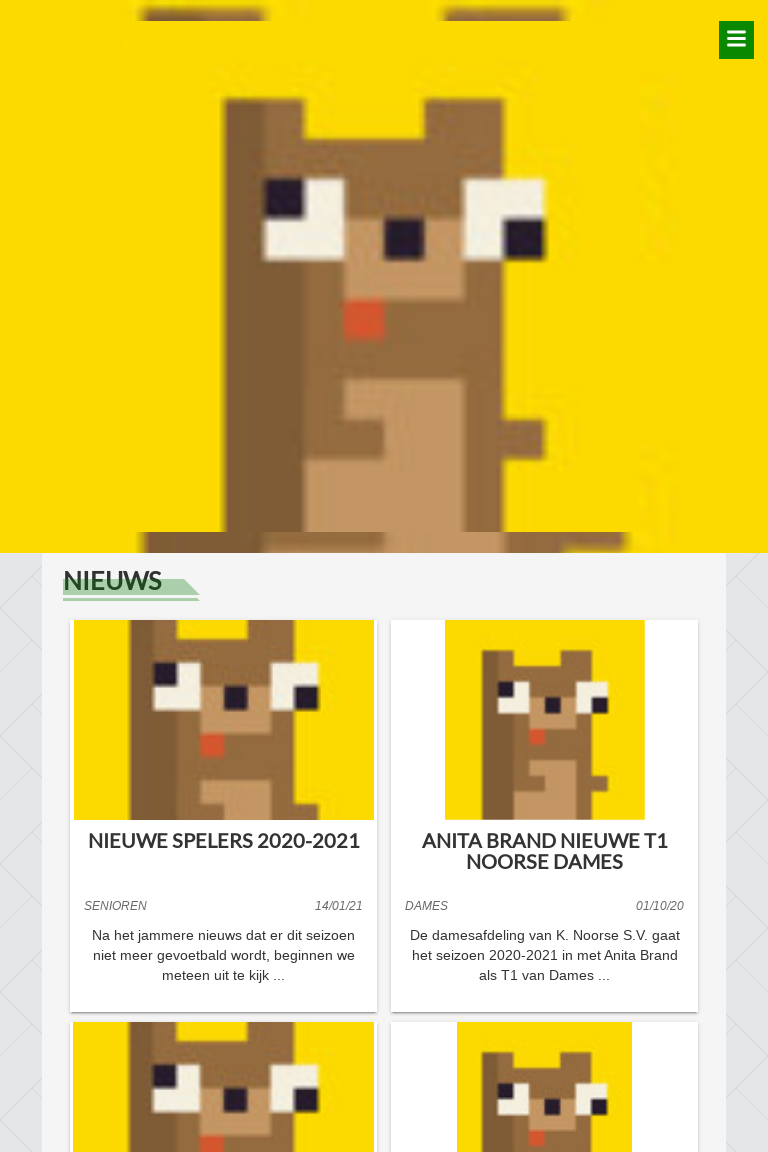 NIEUWS
NIEUWE SPELERS 2020-2021
SENIOREN 14/01/21
Na het jammere nieuws dat er dit seizoen
niet meer gevoetbald wordt, beginnen we
meteen uit te kijk ...
ANITA BRAND NIEUWE T1
NOORSE DAMES
DAMES 01/10/20
De damesafdeling van K. Noorse S.V. gaat
het seizoen 2020-2021 in met Anita Brand
als T1 van Dames ...